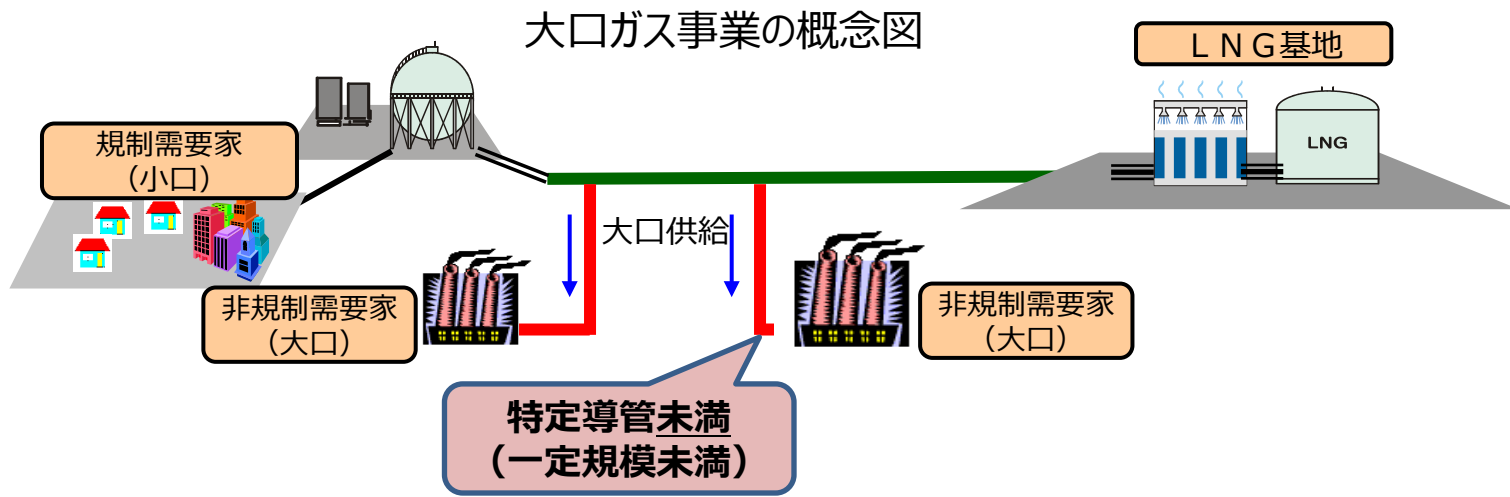 大口ガス事業の概念図
ＬＮＧ基地
規制需要家
（小口）
LNG
大口供給
非規制需要家
（大口）
非規制需要家
（大口）
特定導管未満
（一定規模未満）